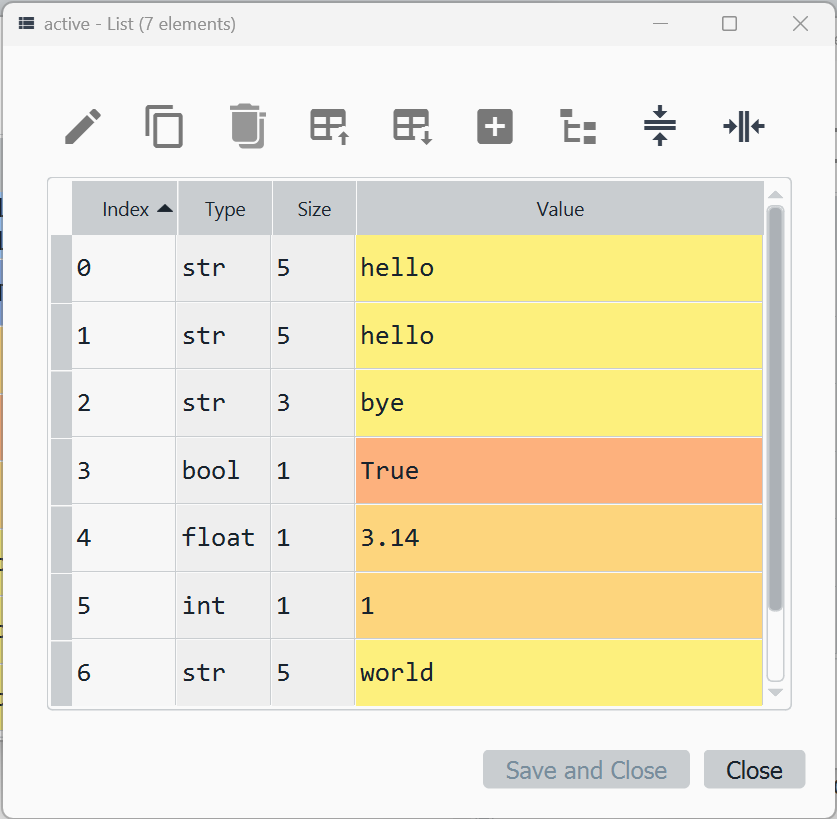 active - List (7 elements)
Index Type Size Value
0 str 5 hello
1 str 5 hello
2 str 3 bye
3 bool 1 True
4 float 1 3.14
5 int 1 1
6 str 5 world
Save and Close Close